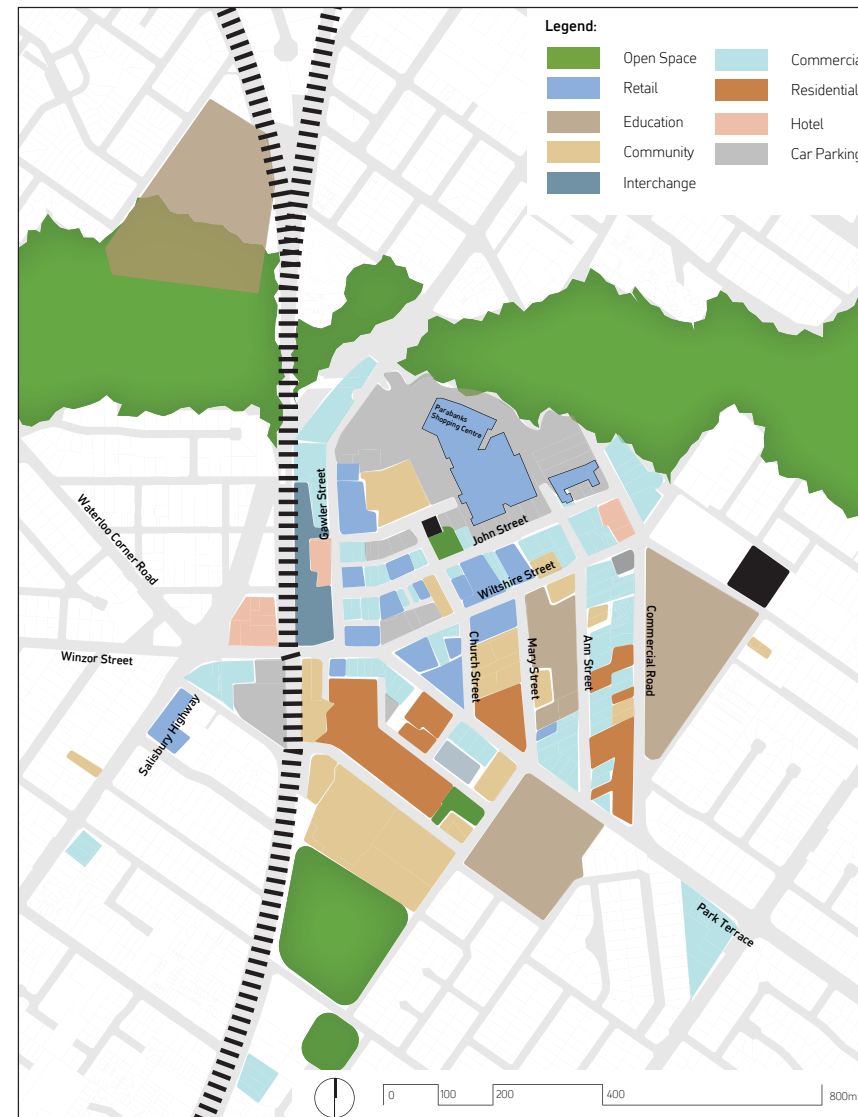 Legend:
Open Space
Commercia
Retail
Residential
Education
Hotel
Community
Car Parking
Interchange
Parabanks
Shopping Centre
Gawler Street
John Street
Waterloo Corner
Road
Wiltshire Street
Winzor Street
Church Street
Mary Street
Ann Street
Commercial Road
Salisbury Highway
Park Terrace
0
100
200
400
800m